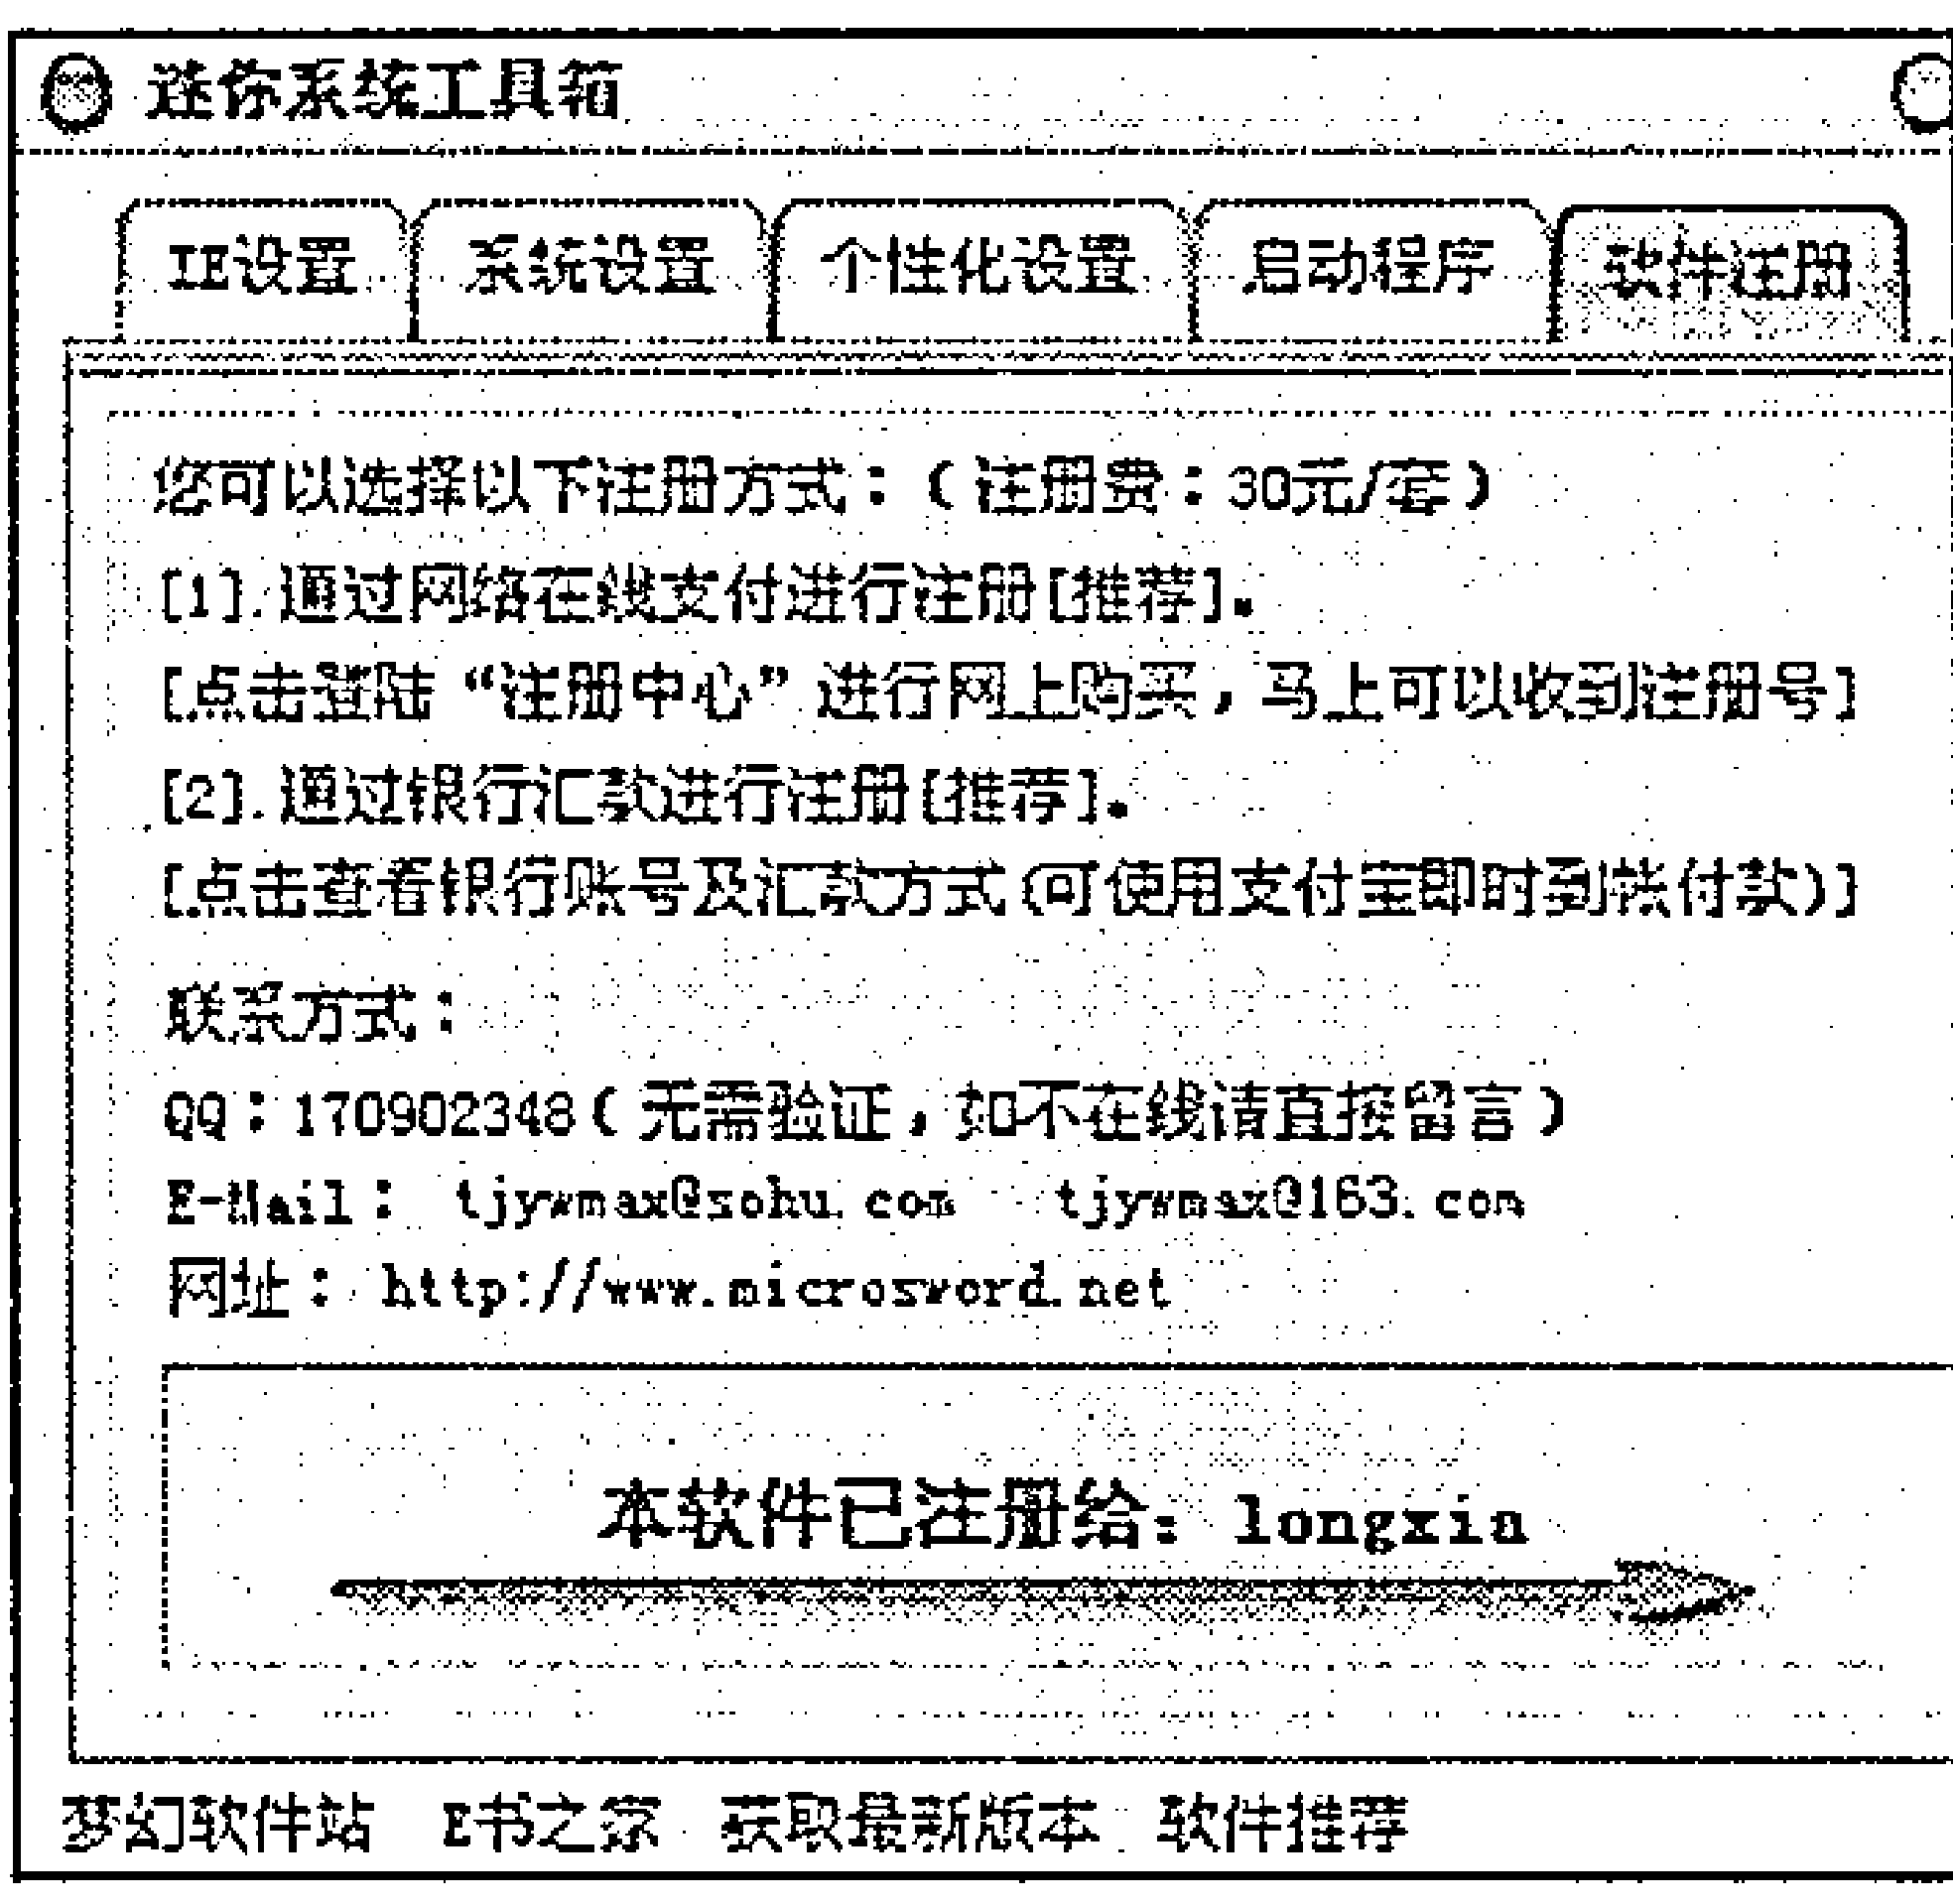 迷你系统工具箱
IE设置 系统设置 个性化设置 启动程序 软件注册
您可以选择以下注册方式：(注册费：30元/套)
[1].通过网络在线支付进行注册[推荐]。
[点击登陆“注册中心”进行网上购买，马上可以收到注册号]
[2].通过银行汇款进行注册[推荐]。
[点击查看银行账号及汇款方式(可使用支付宝即时到帐付款)]
联系方式：
QQ：170902348(无需验证，如不在线请直接留言)
E-Mail： tjywmax@sohu.com tjywmax@163.com
网址： http://www.microsword.net
本软件已注册给：longxin
梦幻软件站 E书之家 获取最新版本 软件推荐